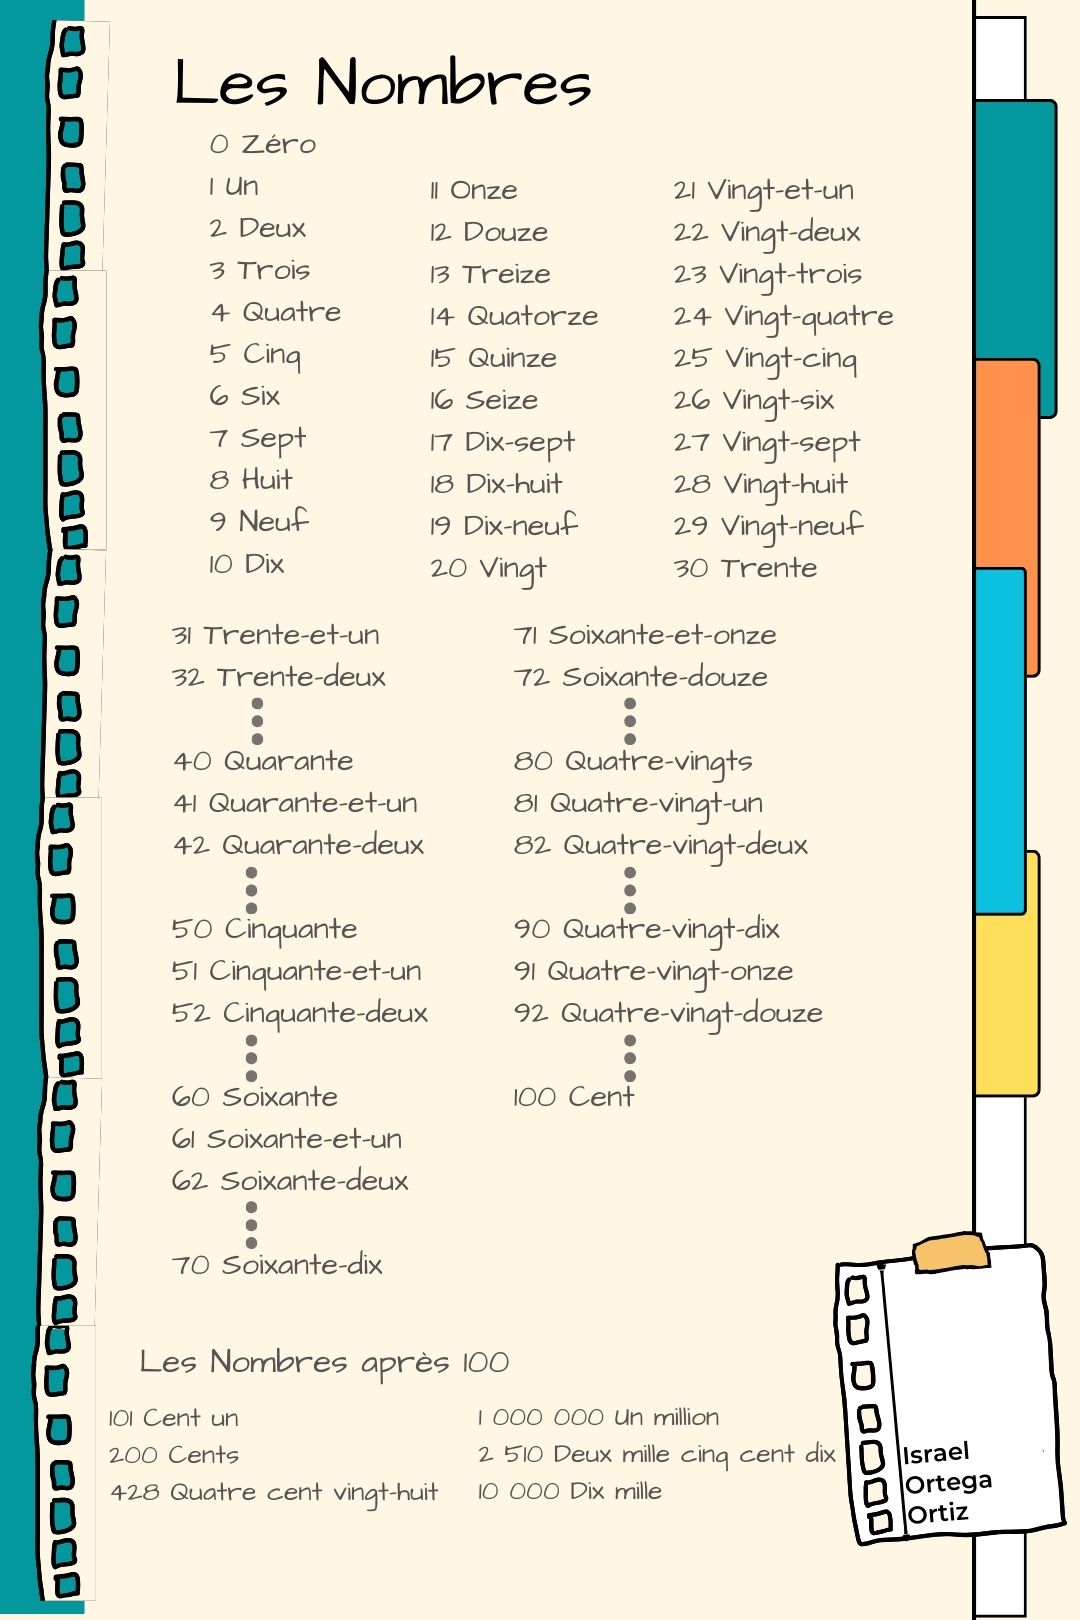 Les Nombres
0 Zéro
1 Un
2 Deux
3 Trois
4 Quatre
5 Cinq
6 Six
7 Sept
8 Huit
9 Neuf
10 Dix
11 Onze
12 Douze
13 Treize
14 Quatorze
15 Quinze
16 Seize
17 Dix-sept
18 Dix-huit
19 Dix-neuf
20 Vingt
21 Vingt-et-un
22 Vingt-deux
23 Vingt-trois
24 Vingt-quatre
25 Vingt-cinq
26 Vingt-six
27 Vingt-sept
28 Vingt-huit
29 Vingt-neuf
30 Trente
31 Trente-et-un
32 Trente-deux
40 Quarante
41 Quarante-et-un
42 Quarante-deux
50 Cinquante
51 Cinquante-et-un
52 Cinquante-deux
60 Soixante
61 Soixante-et-un
62 Soixante-deux
70 Soixante-dix
71 Soixante-et-onze
72 Soixante-douze
80 Quatre-vingts
81 Quatre-vingt-un
82 Quatre-vingt-deux
90 Quatre-vingt-dix
91 Quatre-vingt-onze
92 Quatre-vingt-douze
100 Cent
Les Nombres après 100
101 Cent un
200 Cents
428 Quatre cent vingt-huit
1 000 000 Un million
2 510 Deux mille cinq cent dix
10 000 Dix mille
Israel
Ortega
Ortiz